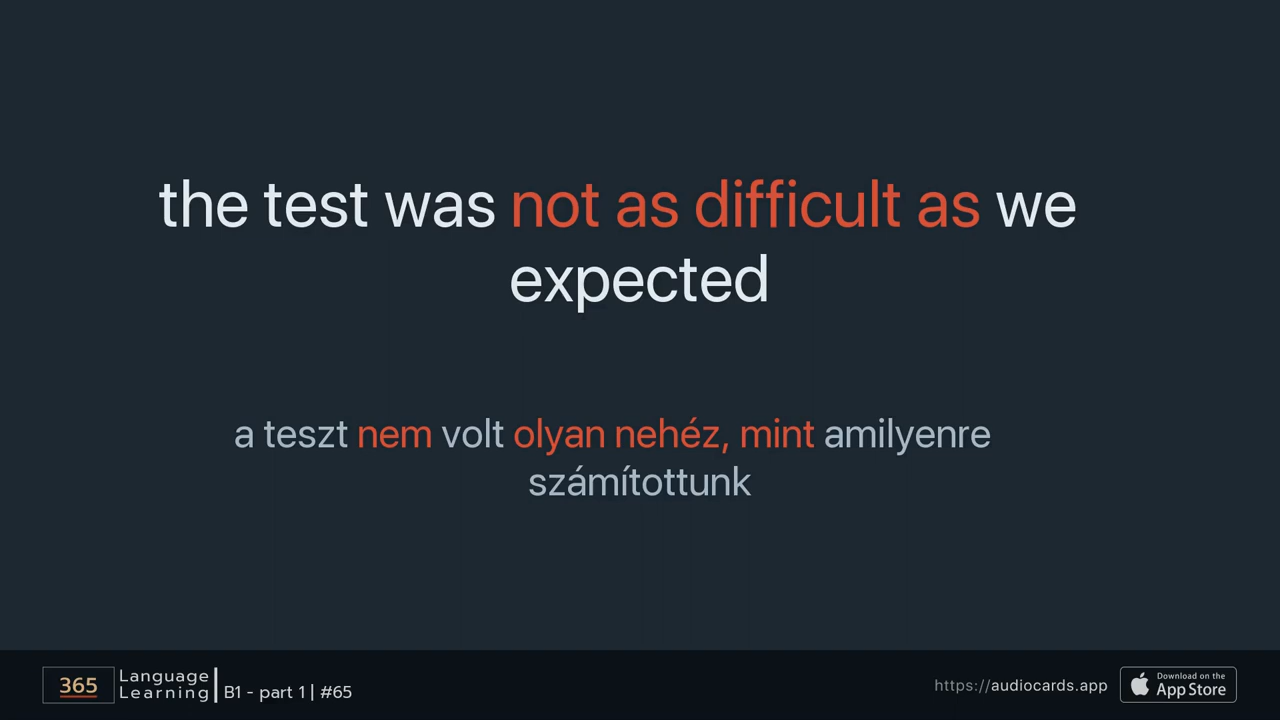 the test was not as difficult as we
expected
a teszt nem volt olyan nehéz, mint amilyenre
számítottunk
365
Language
Learning
B1 - part 1 | #65
https://audiocards.app
Download on the
App Store